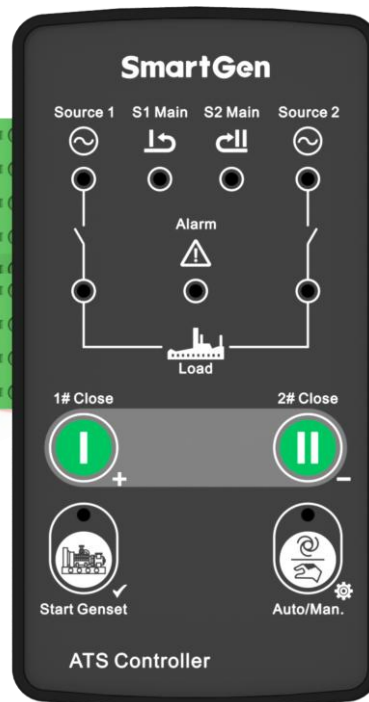 SmartGen
Source 1 S1 Main S2 Main Source 2
Alarm
Load
1# Close 2# Close
I II
+ −
Start Genset Auto/Man.
ATS Controller